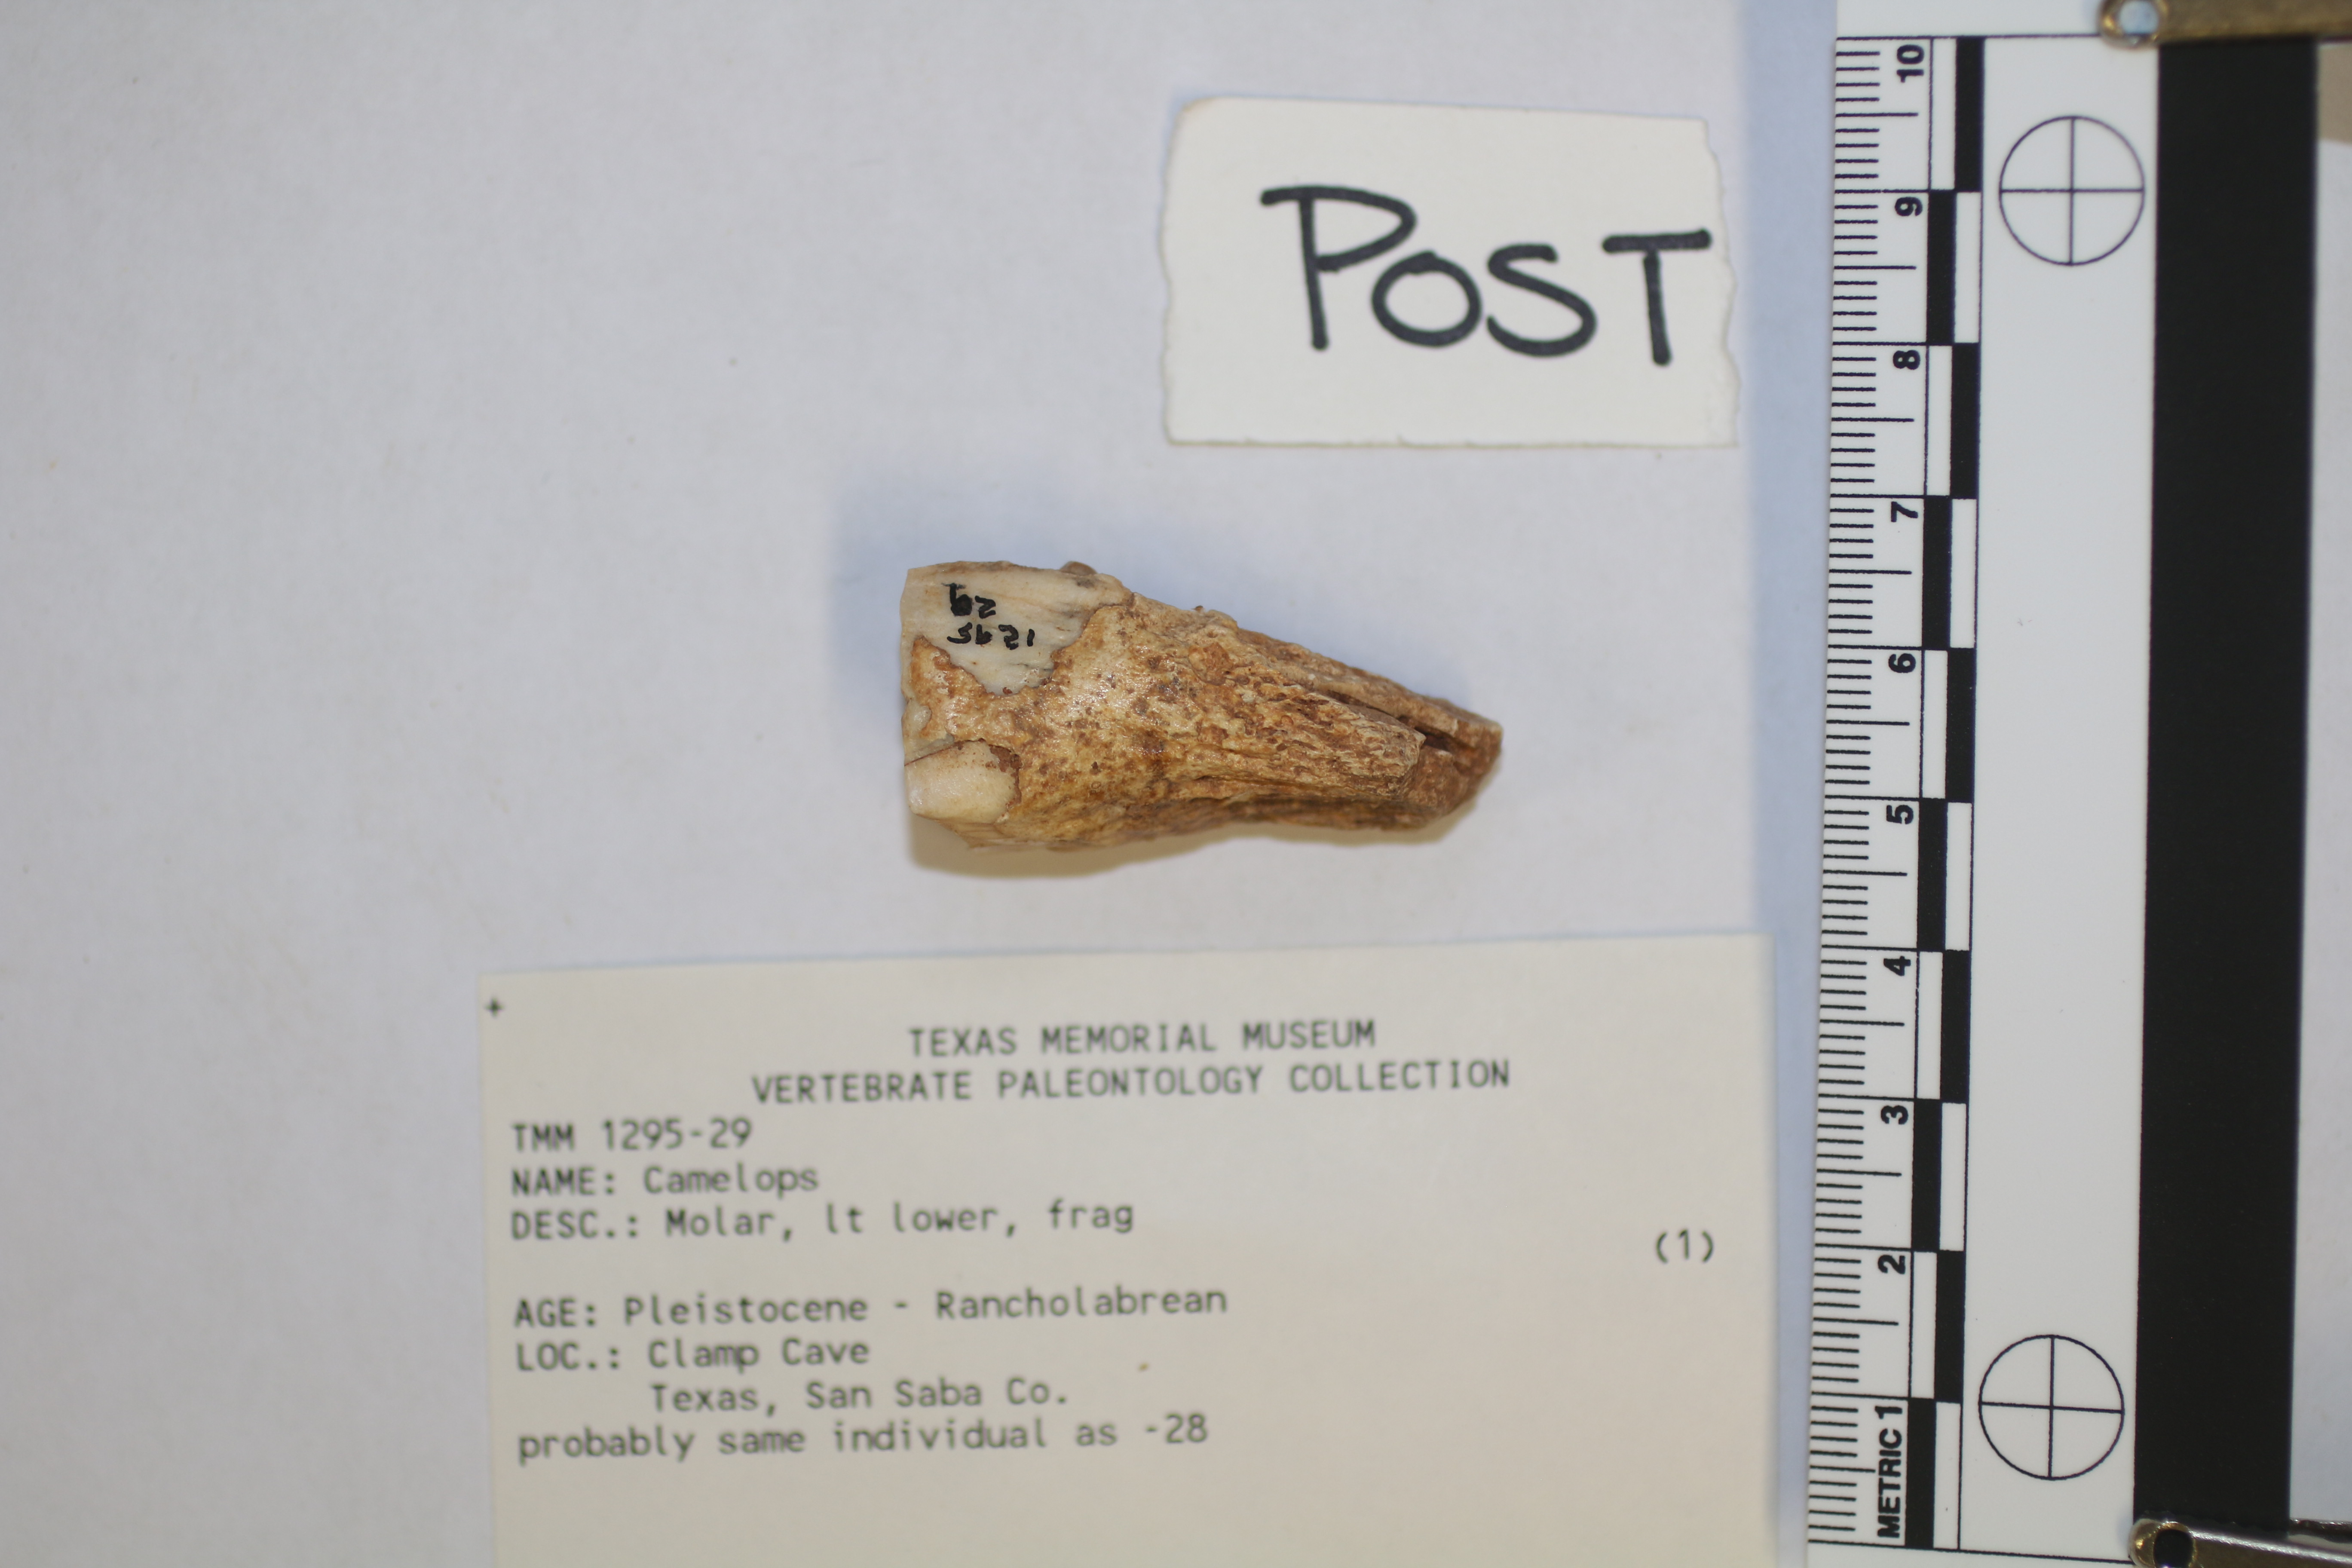 POST
1295
29
+
TEXAS MEMORIAL MUSEUM
VERTEBRATE PALEONTOLOGY COLLECTION
TMM 1295-29
NAME: Camelops
DESC.: Molar, lt lower, frag
(1)
AGE: Pleistocene - Rancholabrean
LOC.: Clamp Cave
Texas, San Saba Co.
probably same individual as -28
10
9
8
7
6
5
4
3
2
METRIC 1